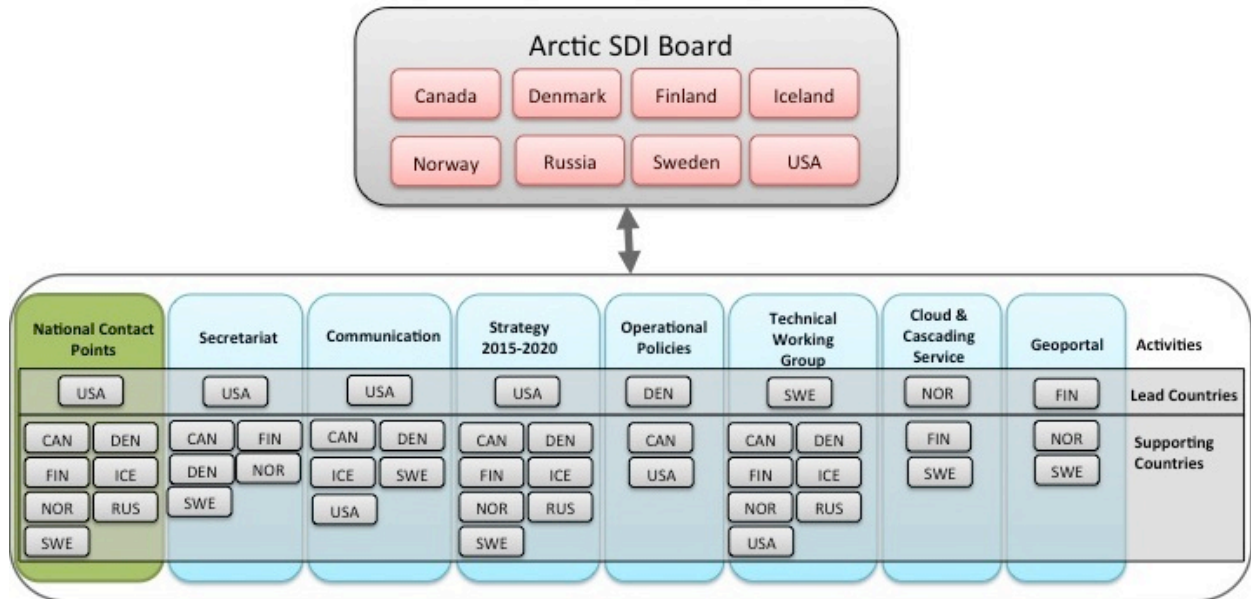 Arctic SDI Board
Canada Denmark Finland Iceland
Norway Russia Sweden USA
National Contact
Points
Secretariat
Communication
Strategy
2015-2020
Operational
Policies
Technical
Working
Group
Cloud &
Cascading
Service
Geoportal
Activities
USA USA USA USA DEN SWE NOR FIN Lead Countries
CAN DEN
FIN ICE
NOR RUS
SWE
CAN FIN
DEN NOR
SWE
CAN DEN
ICE SWE
USA
CAN DEN
FIN ICE
NOR RUS
SWE
CAN
USA
CAN DEN
FIN ICE
NOR RUS
USA
FIN
SWE
NOR
SWE
Supporting
Countries